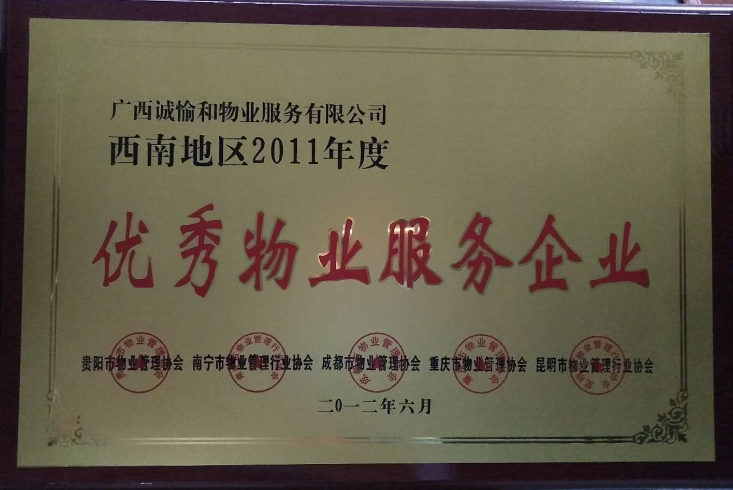 广西诚愉和物业服务有限公司
西南地区2011年度
优秀物业服务企业
贵阳市物业管理协会 南宁市物业管理行业协会 成都市物业管理协会 重庆市物业管理协会 昆明市物业管理行业协会
二0一二年六月